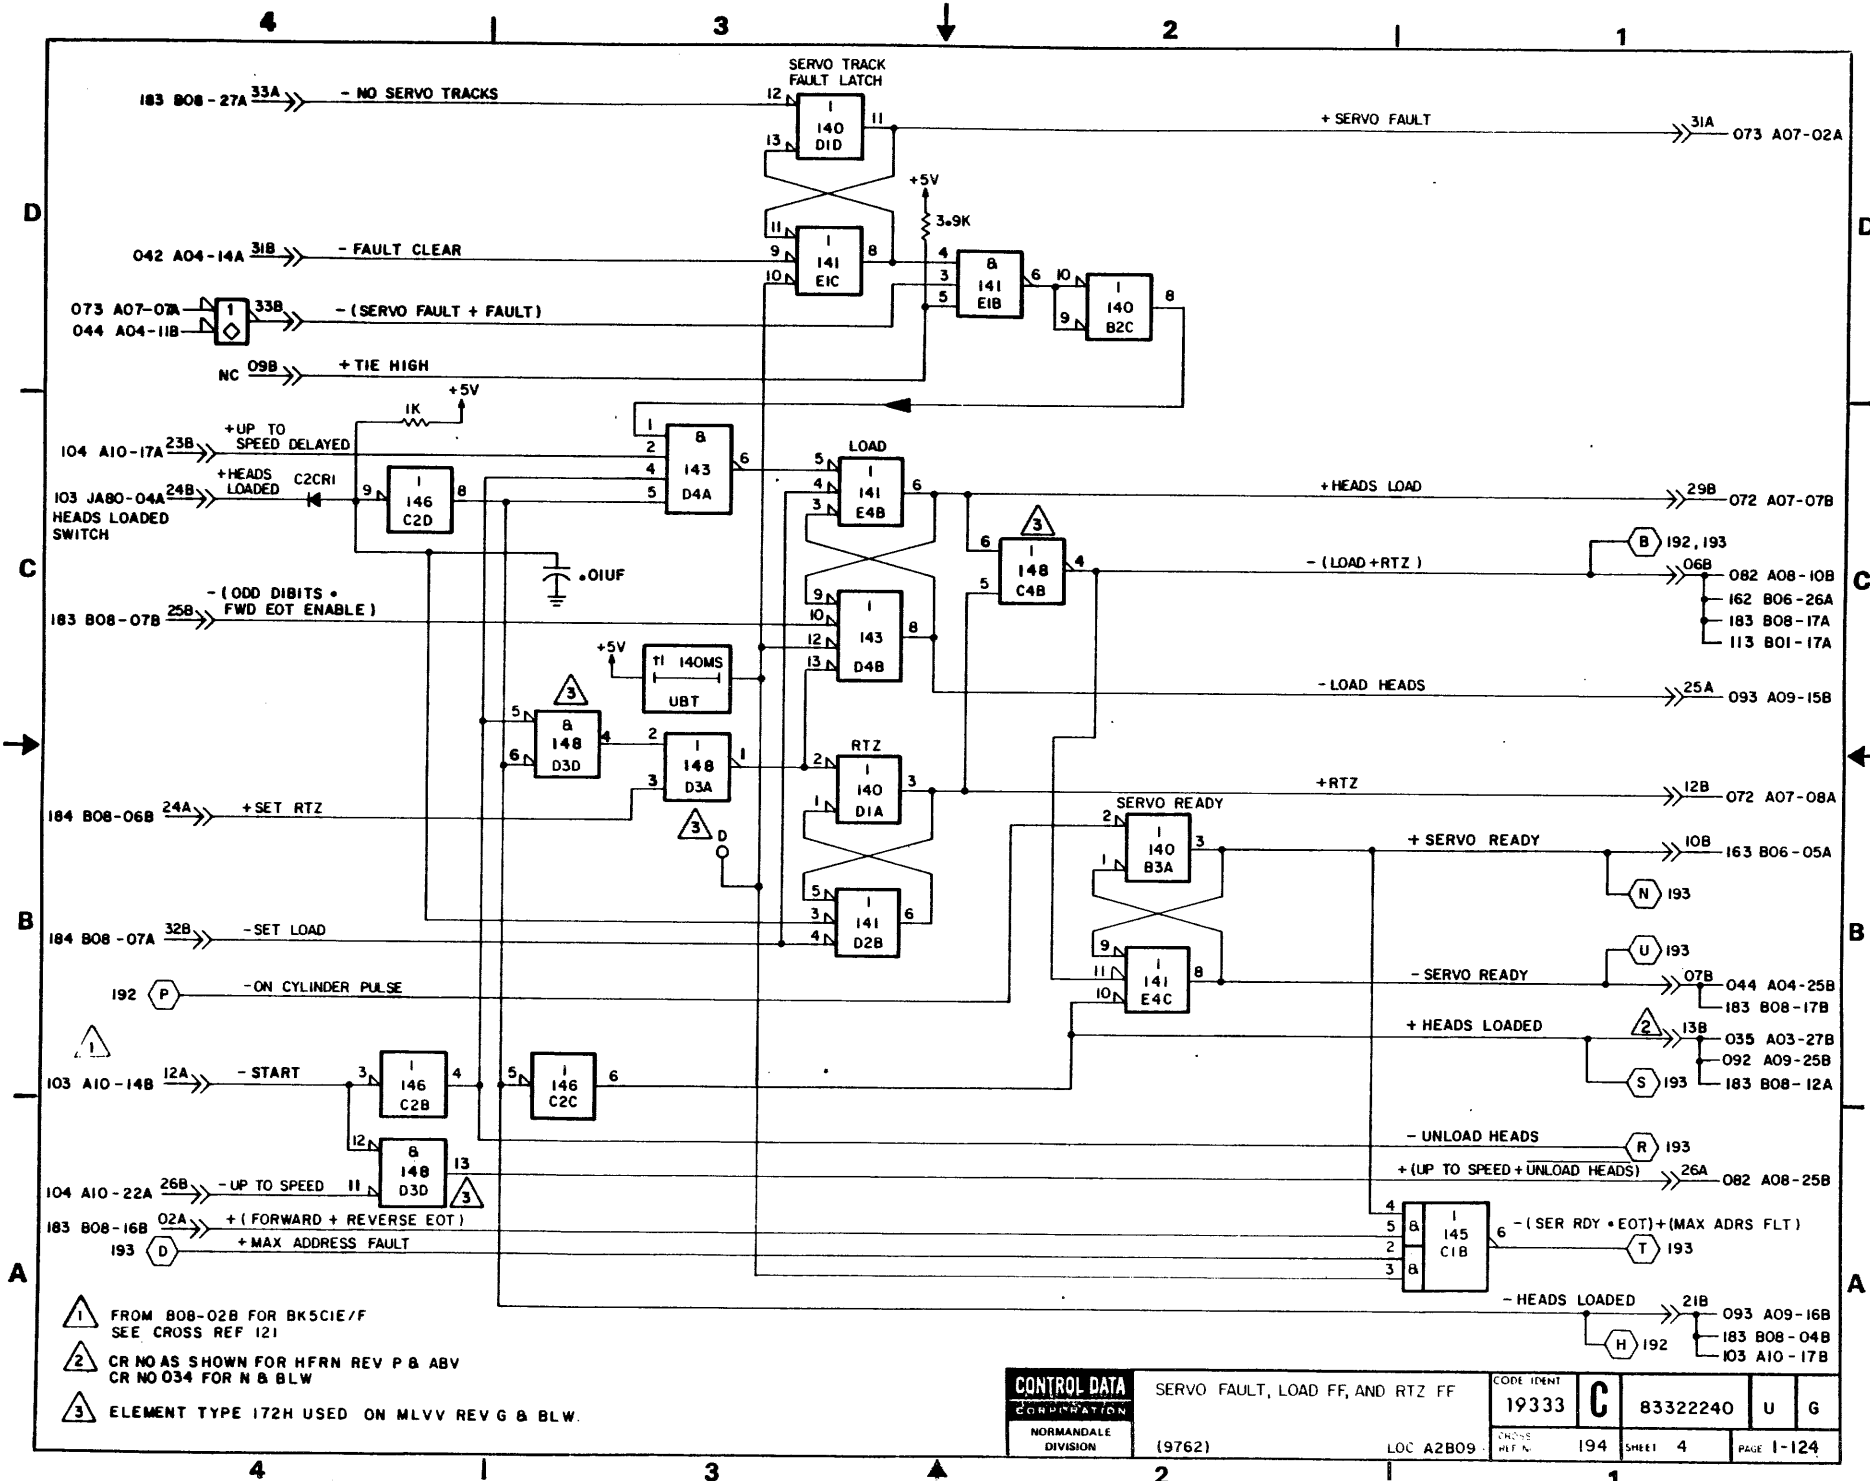 4 3 2 1
SERVO TRACK
FAULT LATCH
183 B08-27A 33A - NO SERVO TRACKS
12 1 140 D1D 11 13
+ SERVO FAULT 31A 073 A07-02A
+5V
3.9K
D D
042 A04-14A 31B - FAULT CLEAR
11 9 10 1 141 E1C 8
4 3 5 & 141 E1B 6
10 9 1 140 B2C 8
073 A07-07A
044 A04-11B
1 33B - (SERVO FAULT + FAULT)
NC 09B + TIE HIGH
+5V
1K
104 A10-17A 23B + UP TO
SPEED DELAYED
103 JA80-04A 24B + HEADS
LOADED
HEADS LOADED
SWITCH
C2CR1
9 1 146 C2D 8
1 2 4 5 & 143 D4A 6
LOAD
5 4 3 1 141 E4B 6
+ HEADS LOAD 29B 072 A07-07B
3
6 5 1 148 C4B 4
B 192, 193
- (LOAD + RTZ) 06B 082 A08-10B
162 B06-26A
183 B08-17A
113 B01-17A
C C
.01UF
183 B08-07B 25B - (ODD DIBITS •
FWD EOT ENABLE)
9 10 12 13 1 143 D4B 8
+5V
t1 140MS
UBT
- LOAD HEADS 25A 093 A09-15B
3
5 6 & 148 D3D 4
2 3 1 148 D3A 1
3
D
RTZ
2 1 1 140 D1A 3
+RTZ 12B 072 A07-08A
184 B08-06B 24A + SET RTZ
SERVO READY
2 1 1 140 B3A 3
+ SERVO READY 10B 163 B06-05A
N 193
B B
5 3 4 1 141 D2B 6
184 B08-07A 32B - SET LOAD
U 193
9 11 10 1 141 E4C 8
- SERVO READY 07B 044 A04-25B
183 B08-17B
192 P - ON CYLINDER PULSE
+ HEADS LOADED 2 13B 035 A03-27B
092 A09-25B
183 B08-12A
S 193
1
103 A10-14B 12A - START
3 1 146 C2B 4
5 1 146 C2C 6
- UNLOAD HEADS R 193
12 11 & 148 D3D 13
3
+ (UP TO SPEED + UNLOAD HEADS) 26A 082 A08-25B
104 A10-22A 26B - UP TO SPEED
183 B08-16B 02A + (FORWARD + REVERSE EOT)
193 D + MAX ADDRESS FAULT
4 5 2 3 & & 1 145 C1B 6
- (SER RDY • EOT) + (MAX ADRS FLT)
T 193
A A
- HEADS LOADED 21B 093 A09-16B
183 B08-04B
103 A10-17B
H 192
1 FROM B08-02B FOR BK5C1E/F
SEE CROSS REF 121
2 CR NO AS SHOWN FOR HFRN REV P & ABV
CR NO 034 FOR N & BLW
3 ELEMENT TYPE 172H USED ON MLVV REV G & BLW.
CONTROL DATA
CORPORATION
NORMANDALE
DIVISION
SERVO FAULT, LOAD FF, AND RTZ FF
(9762) LOC A2B09
CODE IDENT
19333 C 83322240 U G
CROSS
REF N. 194 SHEET 4 PAGE 1-124
4 3 2 1